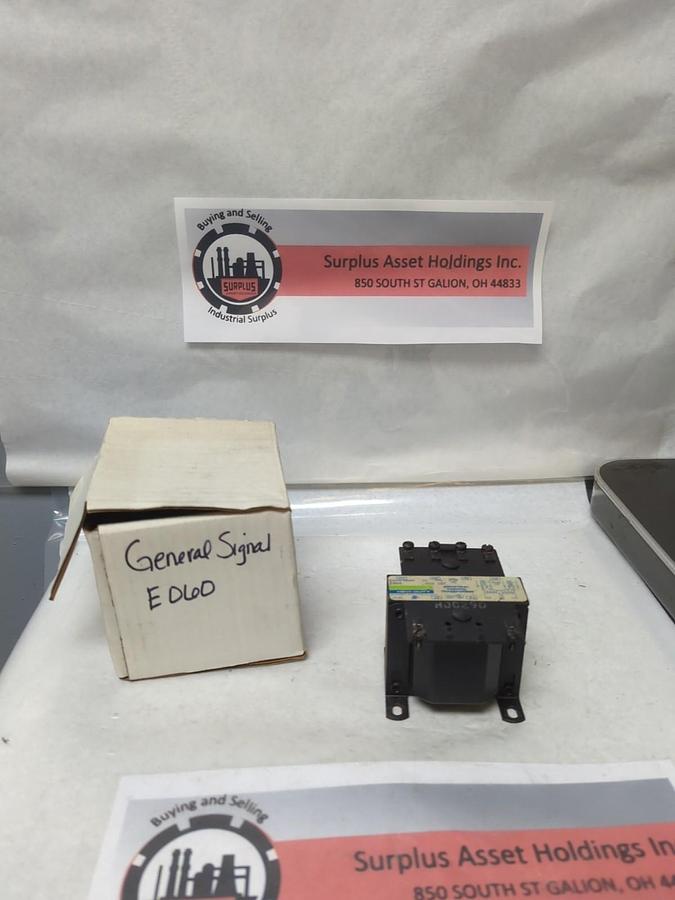 Buying and Selling
SURPLUS
Industrial Surplus
Surplus Asset Holdings Inc.
850 SOUTH ST GALION, OH 44833
General Signal
E060
Buying and Selling
Surplus Asset Holdings In
850 SOUTH ST GALION, OH 44